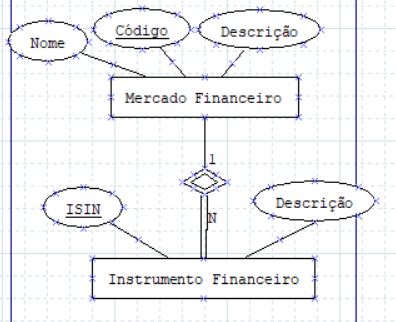 Nome
Código
Descrição
Mercado Financeiro
1
N
ISIN
Descrição
Instrumento Financeiro